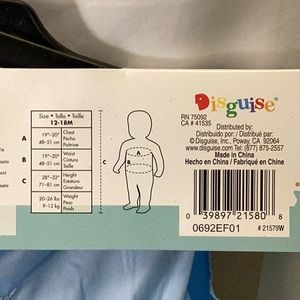 Size • Talla • Taille
12-18M
A
19"-20"
48-51 cm
Chest
Pecho
Poitrine
B
19"-20"
48-51 cm
Waist
Cintura
Taille
C
28"-32"
71-81 cm
Height
Estatura
Grandeur
20-26 lbs
9-12 kg
Weight
Peso
Poids
A
B
C
Disguise
RN 75092
CA # 41535
Distributed by:
Distribuido por: / Distribué par:
© Disguise, Inc., Poway, CA 92064
www.disguise.com Tel: (877) 875-2557
Made in China
Hecho en China / Fabriqué en Chine
0 39897 21580 8
0692EF01
# 21579W